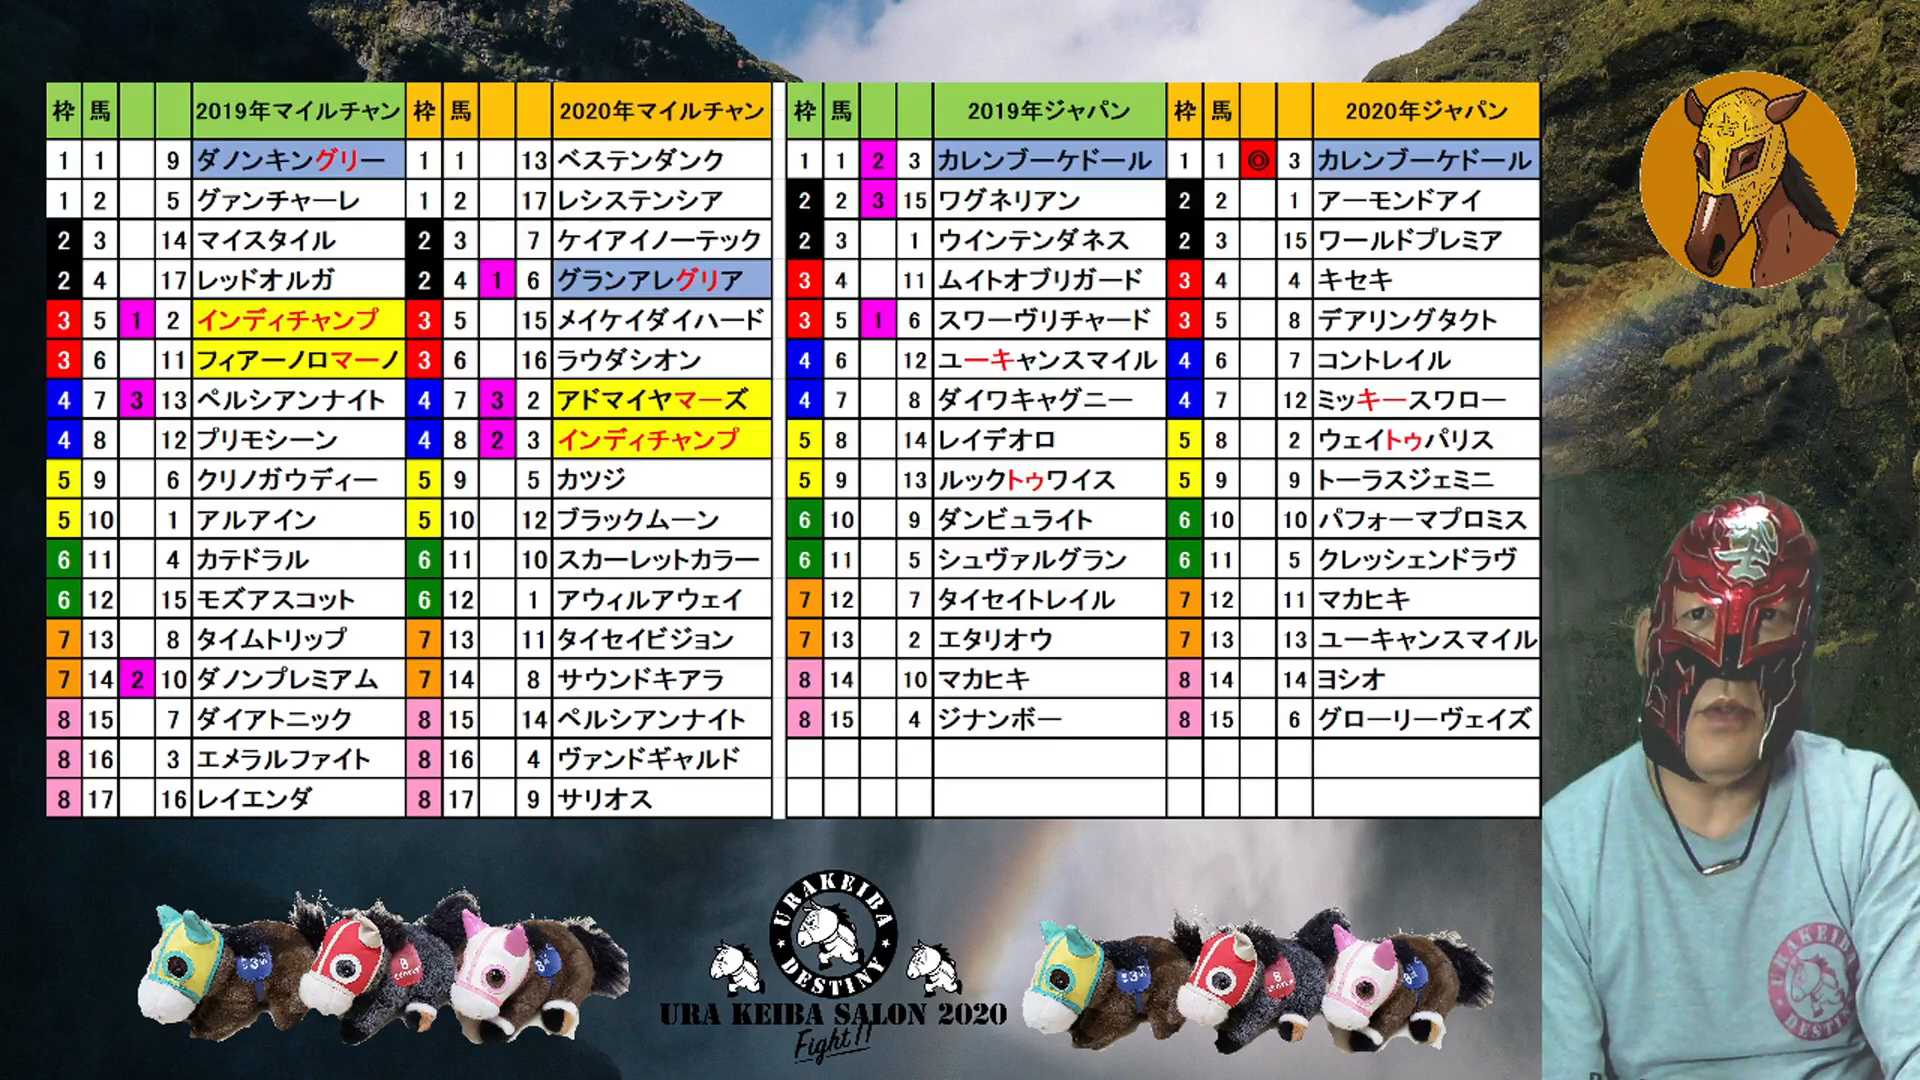 枠 馬 2019年マイルチャン 枠 馬 2020年マイルチャン 枠 馬 2019年ジャパン 枠 馬 2020年ジャパン
1 1 9 ダノンキングリー 1 1 13 ベステンダンク 1 1 2 3 カレンブーケドール 1 1 ◎ 3 カレンブーケドール
1 2 5 グァンチャーレ 1 2 17 レシステンシア 2 2 3 15 ワグネリアン 2 2 1 アーモンドアイ
2 3 14 マイスタイル 2 3 7 ケイアイノーテック 2 3 1 ウインテンダネス 2 3 15 ワールドプレミア
2 4 17 レッドオルガ 2 4 1 6 グランアレグリア 3 4 11 ムイトオブリガード 3 4 4 キセキ
3 5 1 2 インディチャンプ 3 5 15 メイケイダイハード 3 5 1 6 スワーヴリチャード 3 5 8 デアリングタクト
3 6 11 フィアーノロマーノ 3 6 16 ラウダシオン 4 6 12 ユーキャンスマイル 4 6 7 コントレイル
4 7 3 13 ペルシアンナイト 4 7 3 2 アドマイヤマーズ 4 7 8 ダイワキャグニー 4 7 12 ミッキースワロー
4 8 12 プリモシーン 4 8 2 3 インディチャンプ 5 8 14 レイデオロ 5 8 2 ウェイトゥパリス
5 9 6 クリノガウディー 5 9 5 カツジ 5 9 13 ルックトゥワイス 5 9 9 トーラスジェミニ
5 10 1 アルアイン 5 10 12 ブラックムーン 6 10 9 ダンビュライト 6 10 10 パフォーマプロミス
6 11 4 カテドラル 6 11 10 スカーレットカラー 6 11 5 シュヴァルグラン 6 11 5 クレッシェンドラヴ
6 12 15 モズアスコット 6 12 1 アウィルアウェイ 7 12 7 タイセイトレイル 7 12 11 マカヒキ
7 13 8 タイムトリップ 7 13 11 タイセイビジョン 7 13 2 エタリオウ 7 13 13 ユーキャンスマイル
7 14 2 10 ダノンプレミアム 7 14 8 サウンドキアラ 8 14 10 マカヒキ 8 14 14 ヨシオ
8 15 7 ダイアトニック 8 15 14 ペルシアンナイト 8 15 4 ジナンボー 8 15 6 グローリーヴェイズ
8 16 3 エメラルファイト 8 16 4 ヴァンドギャルド
8 17 16 レイエンダ 8 17 9 サリオス
URAKEIBA
DESTINY
URA KEIBA SALON 2020
Fight!!
URAKEIBA
DESTINY